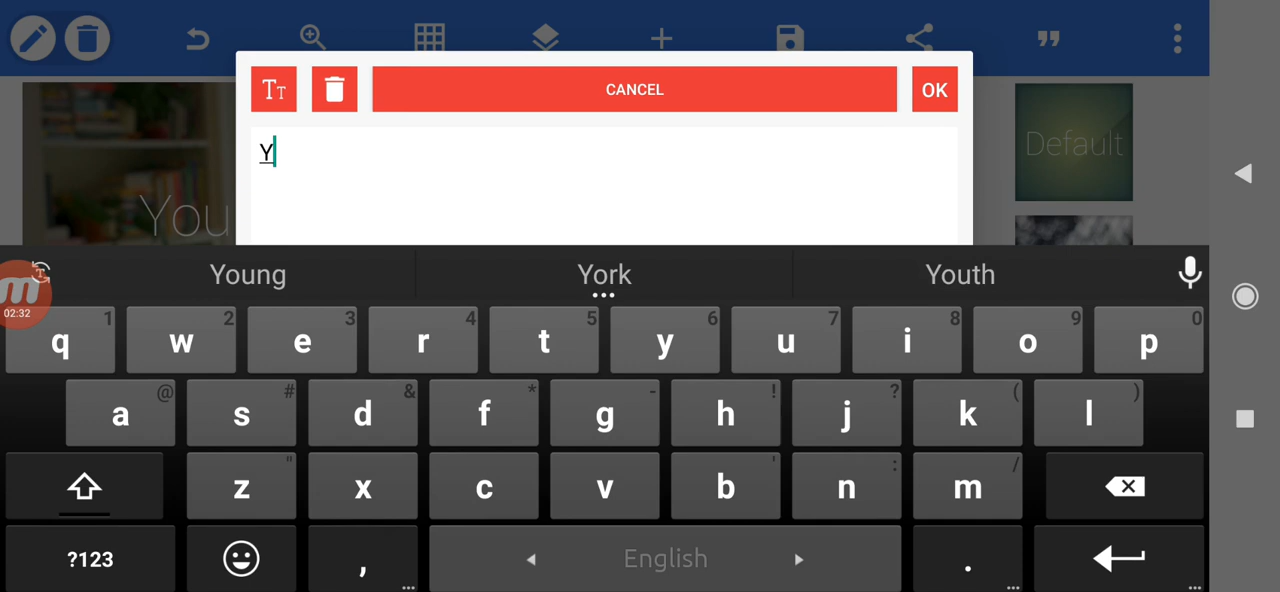 CANCEL
OK
Y
You
Default
Young York Youth
02:32
q 1 w 2 e 3 r 4 t 5 y 6 u 7 i 8 o 9 p 0
a @ s # d & f * g - h ! j ? k ( l )
z " x c v b ' n : m /
?123 , English .